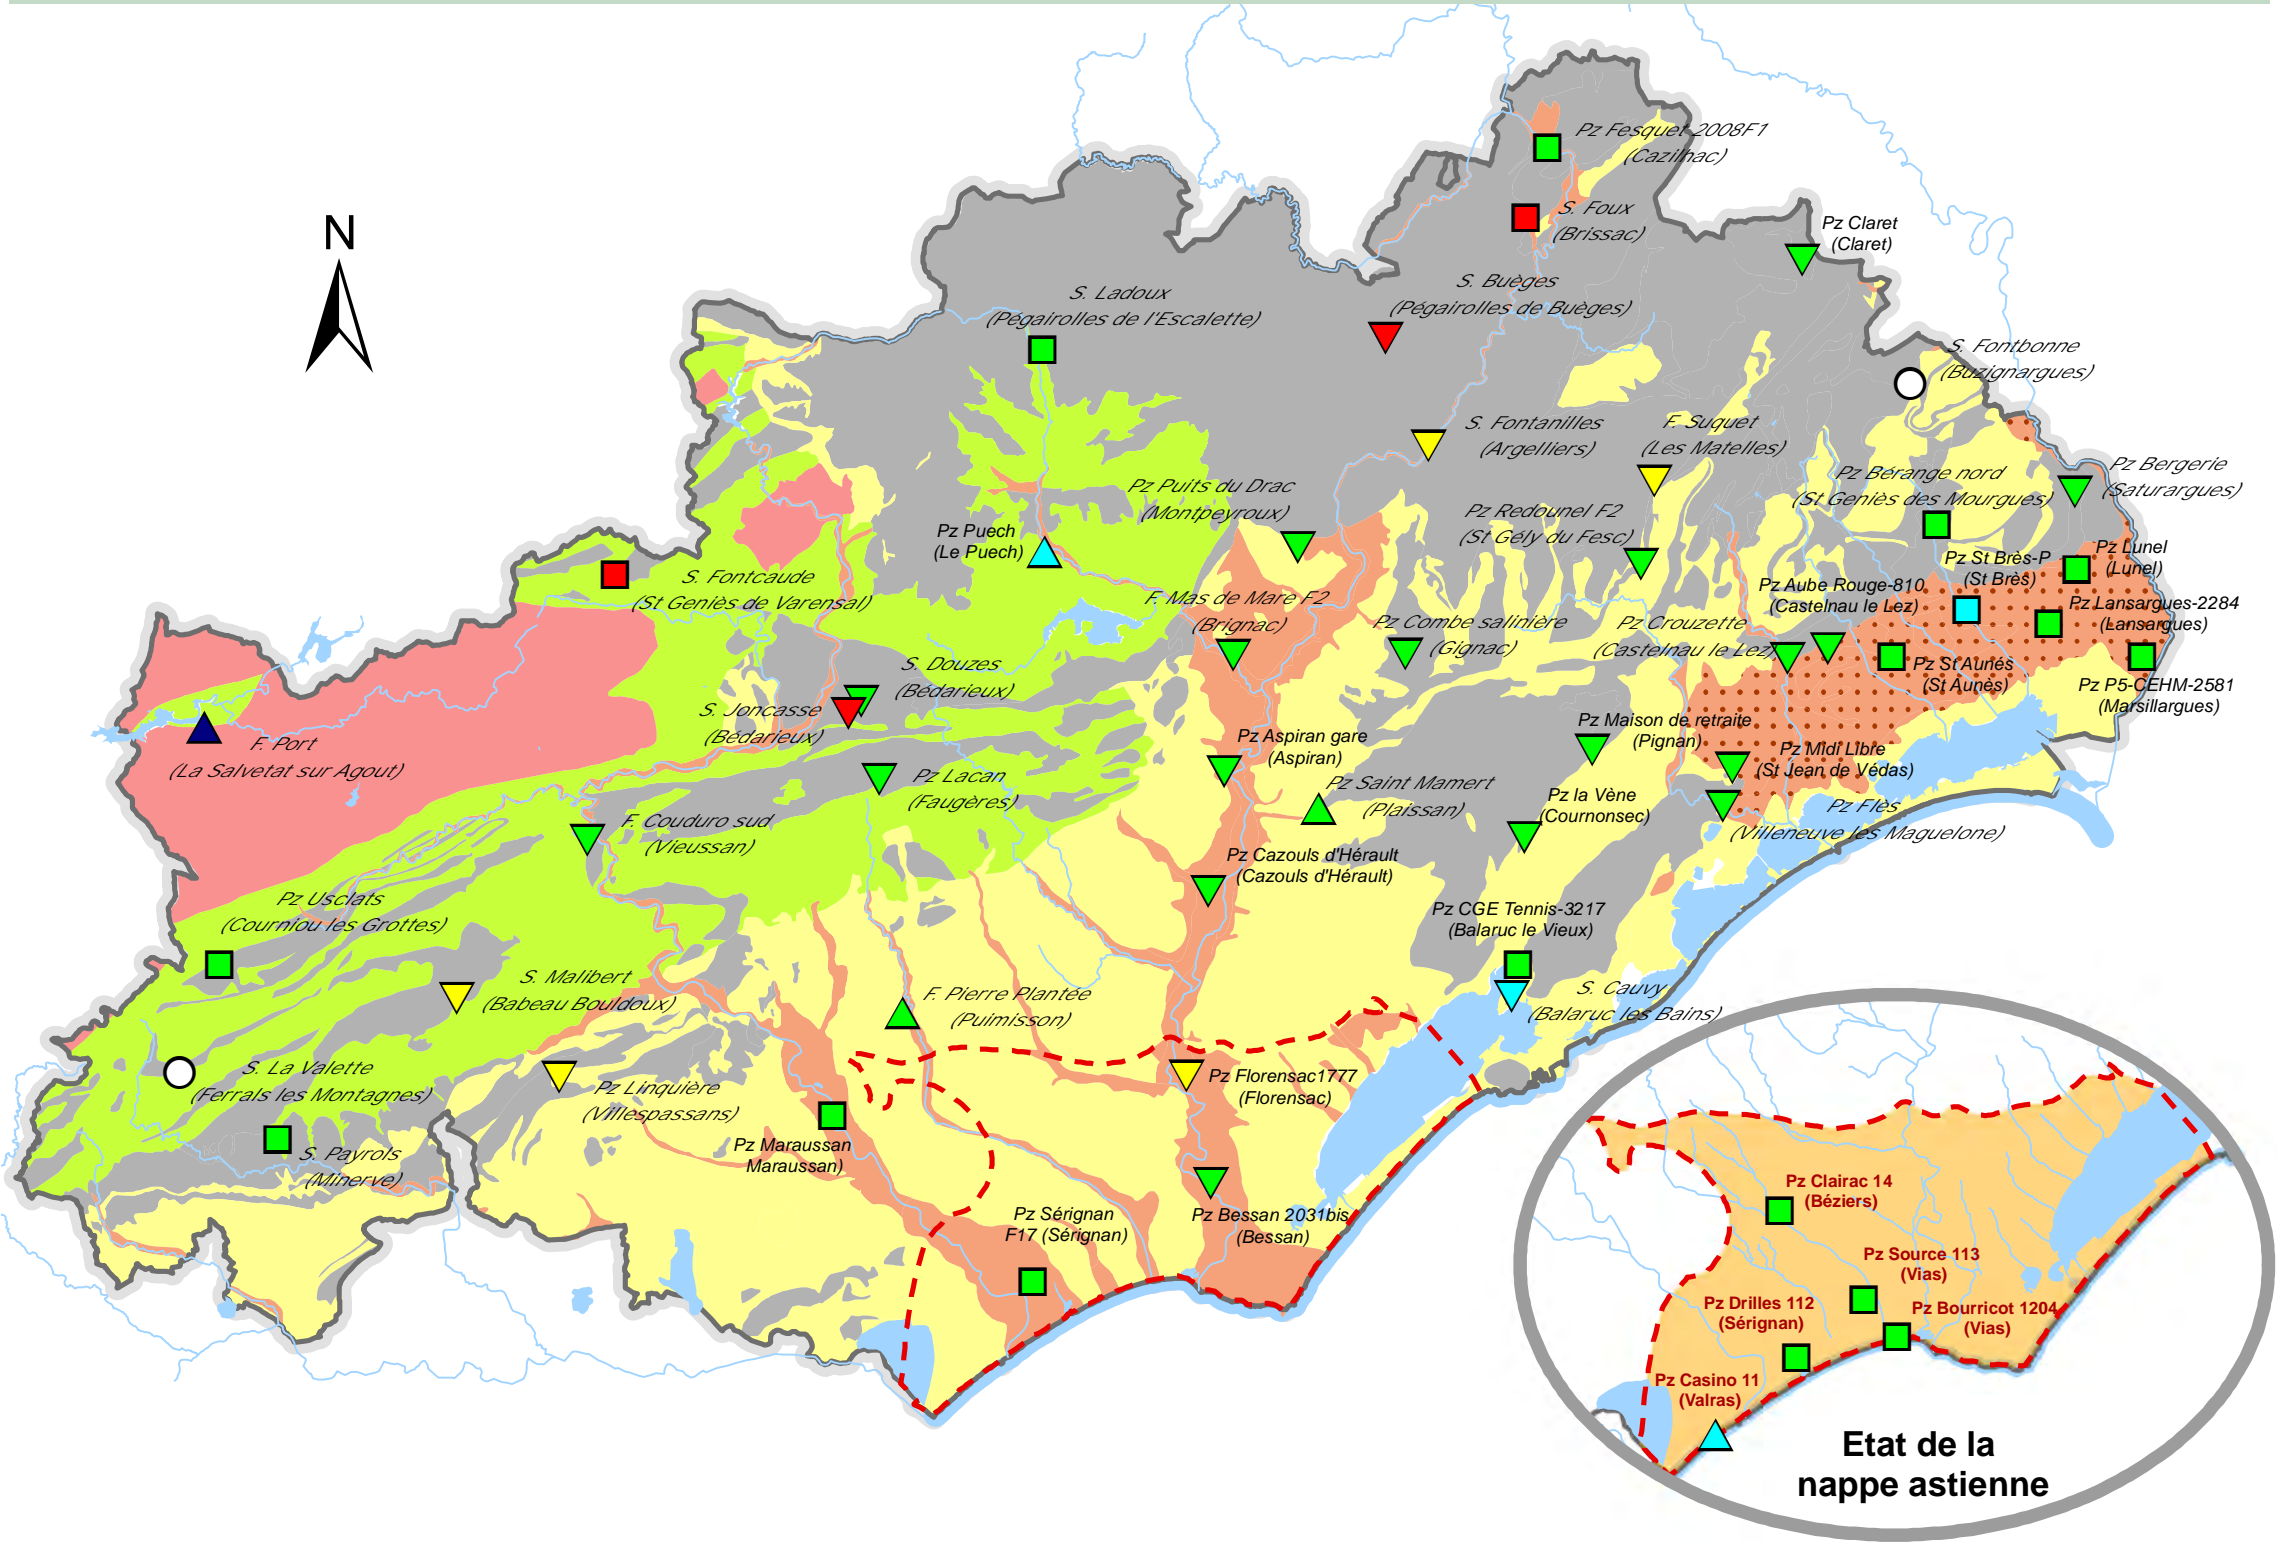 N
Pz Fesquet 2008F1
(Cazilhac)
S. Foux
(Brissac)
Pz Claret
(Claret)
S. Buèges
(Pégairolles de Buèges)
S. Ladoux
(Pégairolles de l'Escalette)
S. Fontbonne
(Buzignargues)
S. Fontanilles
(Argelliers)
F. Suquet
(Les Matelles)
Pz Bérange nord
(St Geniès des Mourgues)
Pz Bergerie
(Saturargues)
Pz Puits du Drac
(Montpeyroux)
Pz Redounel F2
(St Gély du Fesc)
Pz Puech
(Le Puech)
Pz St Brès-P
(St Brès)
Pz Lunel
(Lunel)
S. Fontcaude
(St Geniès de Varensal)
F. Mas de Mare F2
(Brignac)
Pz Combe salinière
(Gignac)
Pz Crouzette
(Castelnau le Lez)
Pz Aube Rouge-810
(Castelnau le Lez)
Pz Lansargues-2284
(Lansargues)
S. Douzes
(Bédarieux)
S. Joncasse
(Bédarieux)
Pz St Aunés
(St Aunès)
Pz P5-CEHM-2581
(Marsillargues)
F. Port
(La Salvetat sur Agout)
Pz Aspiran gare
(Aspiran)
Pz Maison de retraite
(Pignan)
Pz Midi Libre
(St Jean de Védas)
Pz Lacan
(Faugères)
Pz Saint Mamert
(Plaissan)
Pz la Vène
(Cournonsec)
Pz Flès
(Villeneuve les Maguelone)
F. Couduro sud
(Vieussan)
Pz Cazouls d'Hérault
(Cazouls d'Hérault)
Pz Usclats
(Courniou les Grottes)
Pz CGE Tennis-3217
(Balaruc le Vieux)
S. Malibert
(Babeau Bouldoux)
F. Pierre Plantée
(Puimisson)
S. Cauvy
(Balaruc les Bains)
S. La Valette
(Ferrals les Montagnes)
Pz Linquière
(Villespassans)
Pz Florensac1777
(Florensac)
S. Payrols
(Minerve)
Pz Maraussan
Maraussan)
Pz Sérignan
F17 (Sérignan)
Pz Bessan 2031bis
(Bessan)
Pz Clairac 14
(Béziers)
Pz Source 113
(Vias)
Pz Drilles 112
(Sérignan)
Pz Bourricot 1204
(Vias)
Pz Casino 11
(Valras)
Etat de la
nappe astienne